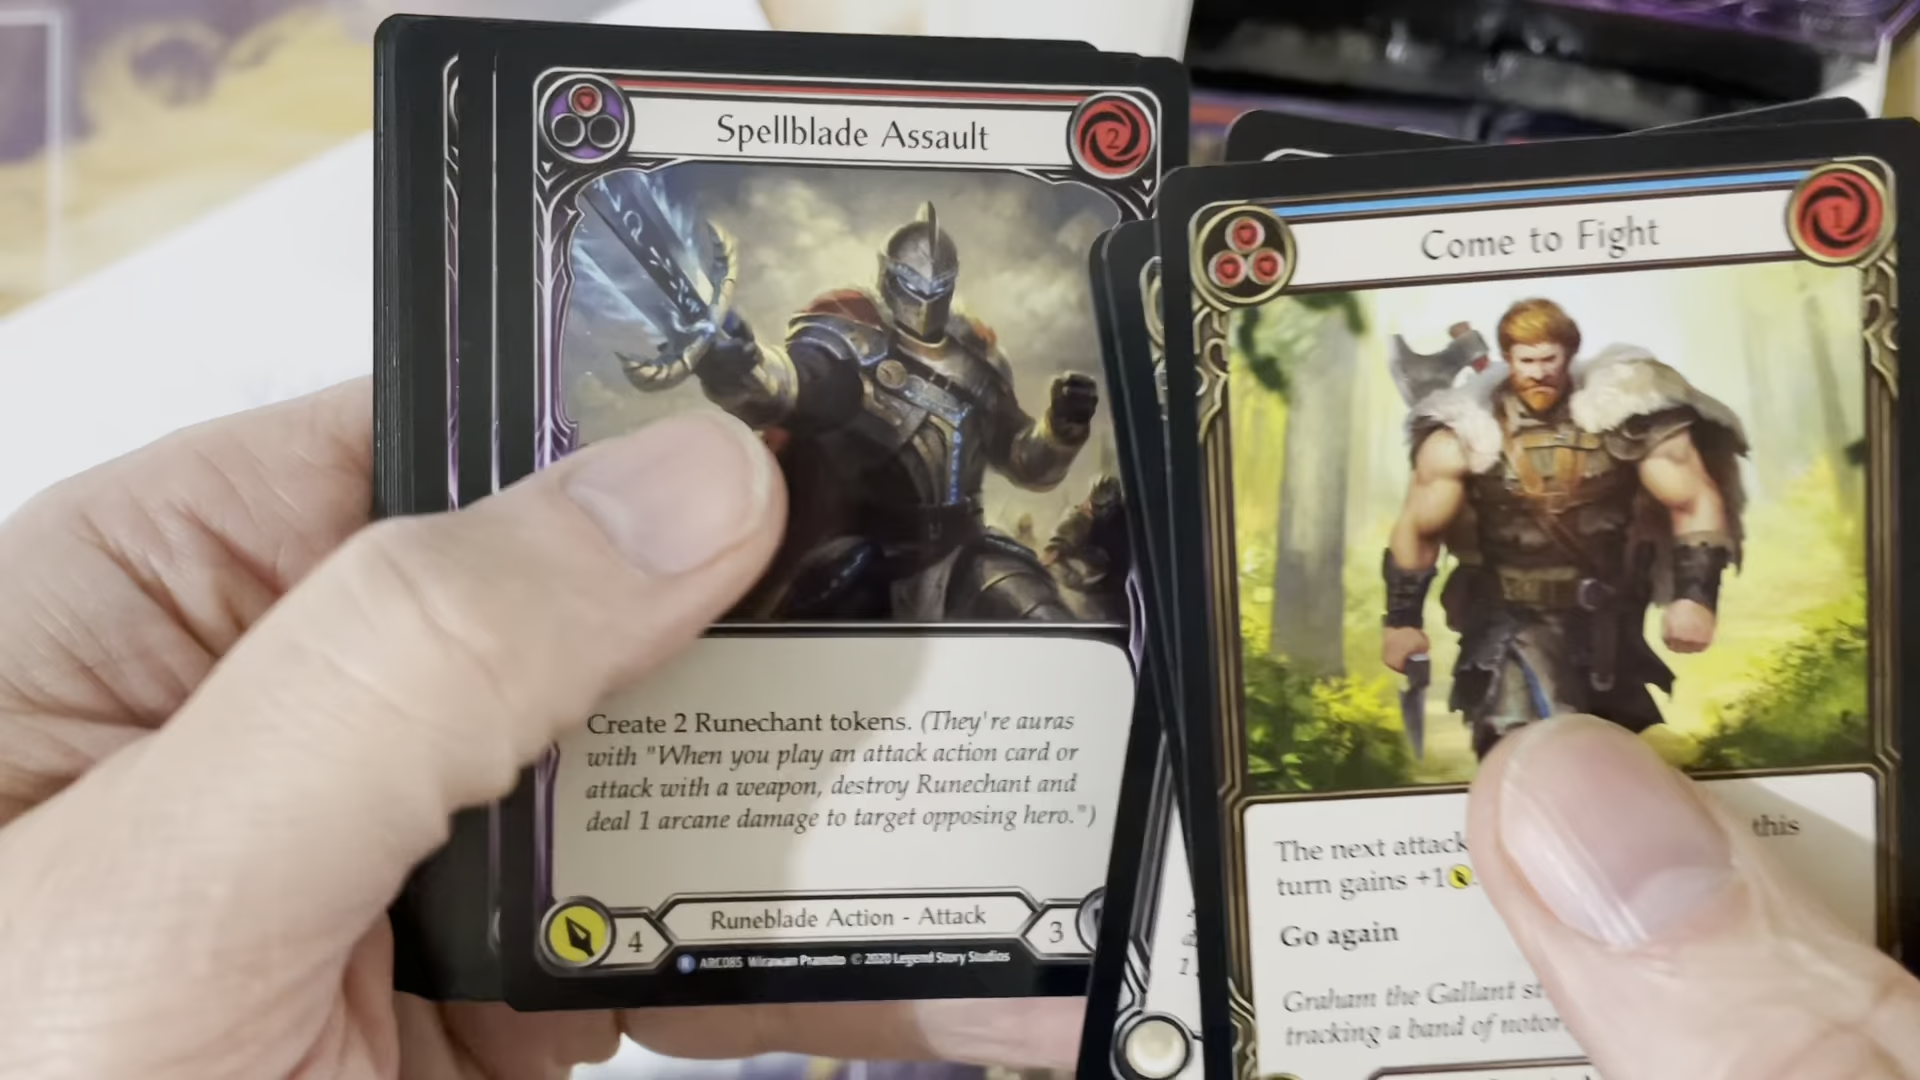 Spellblade Assault
2
Create 2 Runechant tokens. (They're auras
with "When you play an attack action card or
attack with a weapon, destroy Runechant and
deal 1 arcane damage to target opposing hero.")
4
Runeblade Action - Attack
3
R ARC085 Wirawan Pranoto © 2020 Legend Story Studios
Come to Fight
1
The next attack this
turn gains +1
Go again
Graham the Gallant
tracking a band of